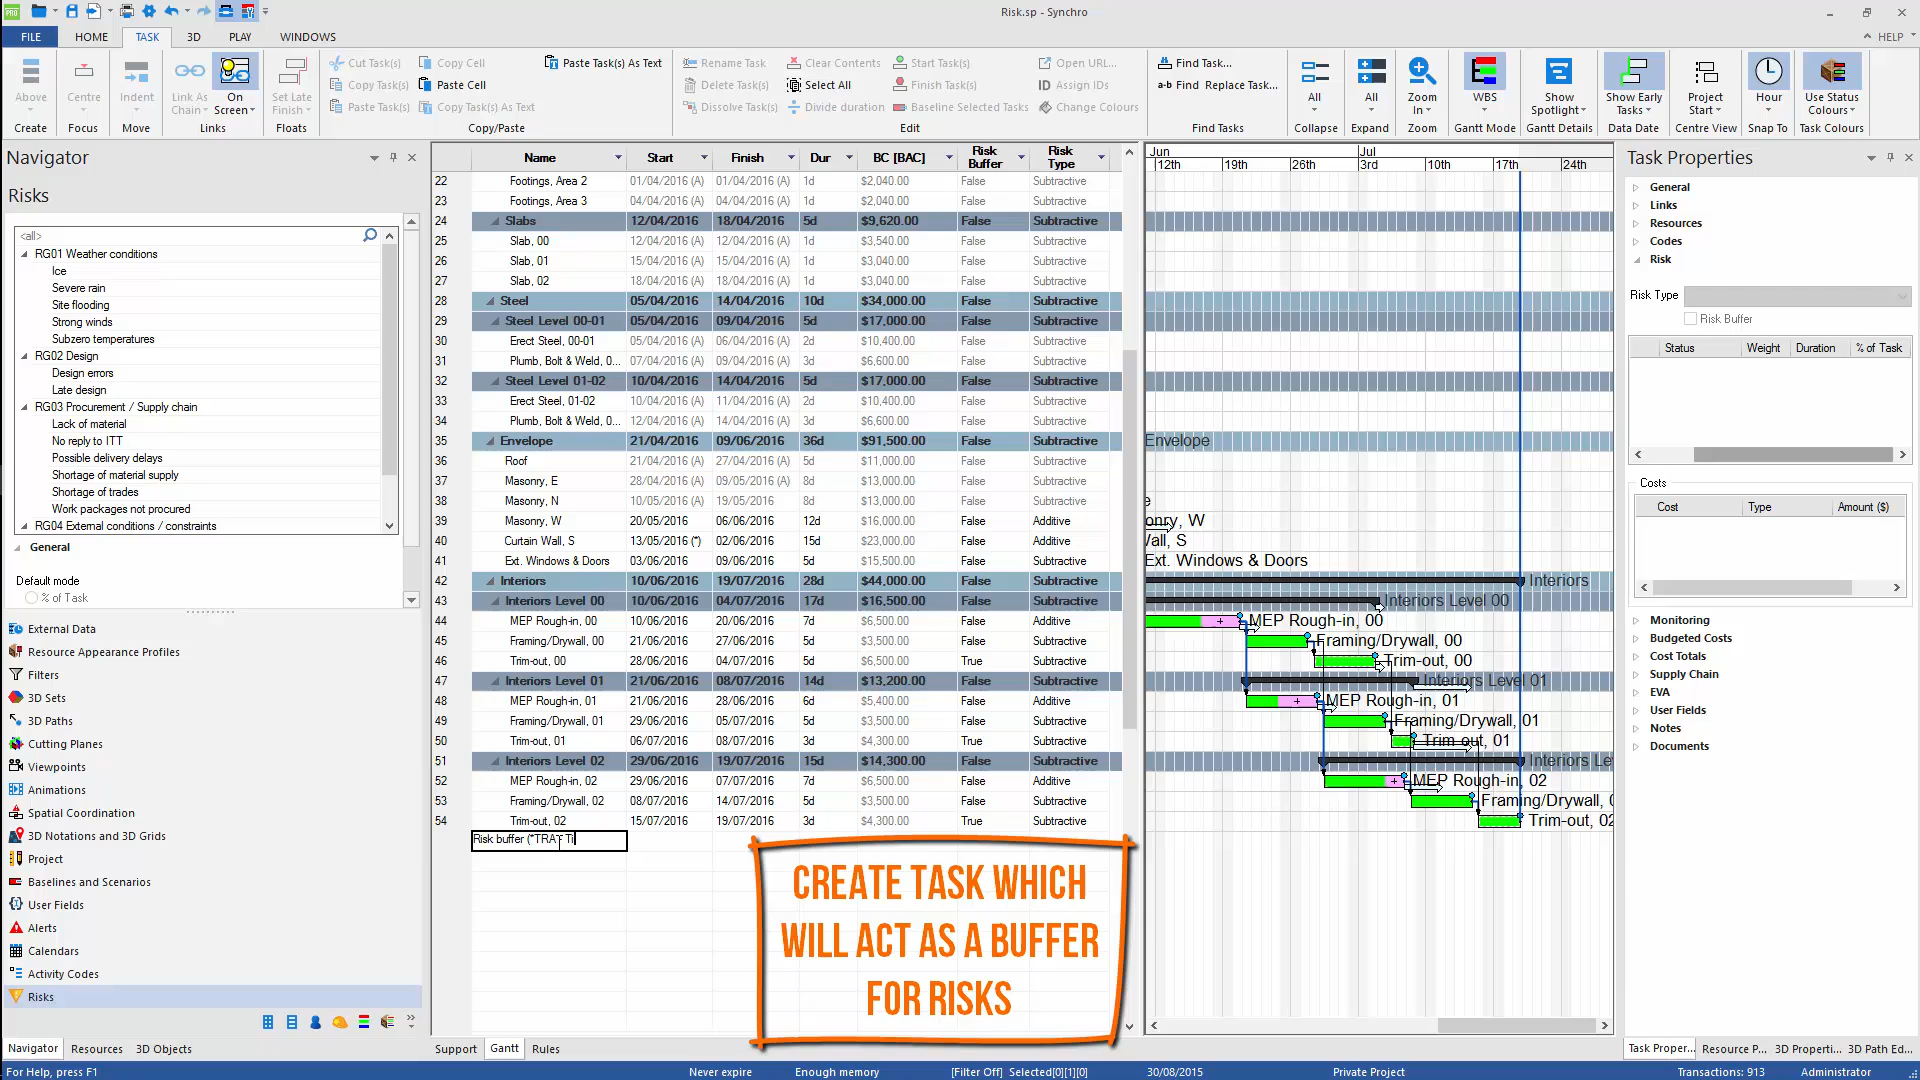 Risk.sp - Synchro
FILE HOME TASK 3D PLAY WINDOWS HELP
Above
Centre
Indent
Link As Chain
On Screen
Set Late Finish
Cut Task(s)
Copy Task(s)
Paste Task(s)
Copy Cell
Paste Cell
Copy Task(s) As Text
Paste Task(s) As Text
Rename Task
Delete Task(s)
Dissolve Task(s)
Clear Contents
Select All
Divide duration
Start Task(s)
Finish Task(s)
Baseline Selected Tasks
Open URL...
ID Assign IDs
Change Colours
Find Task...
a-b Find Replace Task...
All
All
Zoom In
WBS
Show Spotlight
Show Early Tasks
Project Start
Hour
Use Status Colours
Create Focus Move Links Floats Copy/Paste Edit Find Tasks Collapse Expand Zoom Gantt Mode Gantt Details Data Date Centre View Snap To Task Colours
Navigator
Risks
<all>
RG01 Weather conditions
Ice
Severe rain
Site flooding
Strong winds
Subzero temperatures
RG02 Design
Design errors
Late design
RG03 Procurement / Supply chain
Lack of material
No reply to ITT
Possible delivery delays
Shortage of material supply
Shortage of trades
Work packages not procured
RG04 External conditions / constraints
General
Default mode
% of Task
External Data
Resource Appearance Profiles
Filters
3D Sets
3D Paths
Cutting Planes
Viewpoints
Animations
Spatial Coordination
3D Notations and 3D Grids
Project
Baselines and Scenarios
User Fields
Alerts
Calendars
Activity Codes
Risks
Navigator Resources 3D Objects
Name Start Finish Dur BC [BAC] Risk Buffer Risk Type
22 Footings, Area 2 01/04/2016 (A) 01/04/2016 (A) 1d $2,040.00 False Subtractive
23 Footings, Area 3 04/04/2016 (A) 04/04/2016 (A) 1d $2,040.00 False Subtractive
24 Slabs 12/04/2016 18/04/2016 5d $9,620.00 False Subtractive
25 Slab, 00 12/04/2016 (A) 12/04/2016 (A) 1d $3,540.00 False Subtractive
26 Slab, 01 15/04/2016 (A) 15/04/2016 (A) 1d $3,040.00 False Subtractive
27 Slab, 02 18/04/2016 (A) 18/04/2016 (A) 1d $3,040.00 False Subtractive
28 Steel 05/04/2016 14/04/2016 10d $34,000.00 False Subtractive
29 Steel Level 00-01 05/04/2016 09/04/2016 5d $17,000.00 False Subtractive
30 Erect Steel, 00-01 05/04/2016 (A) 06/04/2016 (A) 2d $10,400.00 False Subtractive
31 Plumb, Bolt & Weld, 0... 07/04/2016 (A) 09/04/2016 (A) 3d $6,600.00 False Subtractive
32 Steel Level 01-02 10/04/2016 14/04/2016 5d $17,000.00 False Subtractive
33 Erect Steel, 01-02 10/04/2016 (A) 11/04/2016 (A) 2d $10,400.00 False Subtractive
34 Plumb, Bolt & Weld, 0... 12/04/2016 (A) 14/04/2016 (A) 3d $6,600.00 False Subtractive
35 Envelope 21/04/2016 09/06/2016 36d $91,500.00 False Subtractive
36 Roof 21/04/2016 (A) 27/04/2016 (A) 5d $11,000.00 False Subtractive
37 Masonry, E 28/04/2016 (A) 09/05/2016 (A) 8d $13,000.00 False Subtractive
38 Masonry, N 10/05/2016 (A) 19/05/2016 8d $13,000.00 False Subtractive
39 Masonry, W 20/05/2016 06/06/2016 12d $16,000.00 False Additive
40 Curtain Wall, S 13/05/2016 (*) 02/06/2016 15d $23,000.00 False Additive
41 Ext. Windows & Doors 03/06/2016 09/06/2016 5d $15,500.00 False Subtractive
42 Interiors 10/06/2016 19/07/2016 28d $44,000.00 False Subtractive
43 Interiors Level 00 10/06/2016 04/07/2016 17d $16,500.00 False Subtractive
44 MEP Rough-in, 00 10/06/2016 20/06/2016 7d $6,500.00 False Additive
45 Framing/Drywall, 00 21/06/2016 27/06/2016 5d $3,500.00 False Subtractive
46 Trim-out, 00 28/06/2016 04/07/2016 5d $6,500.00 True Subtractive
47 Interiors Level 01 21/06/2016 08/07/2016 14d $13,200.00 False Subtractive
48 MEP Rough-in, 01 21/06/2016 28/06/2016 6d $5,400.00 False Additive
49 Framing/Drywall, 01 29/06/2016 05/07/2016 5d $3,500.00 False Subtractive
50 Trim-out, 01 06/07/2016 08/07/2016 3d $4,300.00 True Subtractive
51 Interiors Level 02 29/06/2016 19/07/2016 15d $14,300.00 False Subtractive
52 MEP Rough-in, 02 29/06/2016 07/07/2016 7d $6,500.00 False Additive
53 Framing/Drywall, 02 08/07/2016 14/07/2016 5d $3,500.00 False Subtractive
54 Trim-out, 02 15/07/2016 19/07/2016 3d $4,300.00 True Subtractive
Risk buffer ("TRA" Ti
CREATE TASK WHICH
WILL ACT AS A BUFFER
FOR RISKS
Support Gantt Rules
Jun Jul
12th 19th 26th 3rd 10th 17th 24th
Envelope
onry, W
Wall, S
Ext. Windows & Doors
Interiors
Interiors Level 00
MEP Rough-in, 00
Framing/Drywall, 00
Trim-out, 00
Interiors Level 01
MEP Rough-in, 01
Framing/Drywall, 01
Trim-out, 01
Interiors Le
MEP Rough-in, 02
Framing/Drywall, 0
Trim-out, 02
Task Properties
General
Links
Resources
Codes
Risk
Risk Type
Risk Buffer
Status Weight Duration % of Task
Costs
Cost Type Amount ($)
Monitoring
Budgeted Costs
Cost Totals
Supply Chain
EVA
User Fields
Notes
Documents
Task Proper... Resource P... 3D Properti... 3D Path Ed...
For Help, press F1 Never expire Enough memory [Filter Off] Selected[0][1][0] 30/08/2015 Private Project Transactions: 913 Administrator